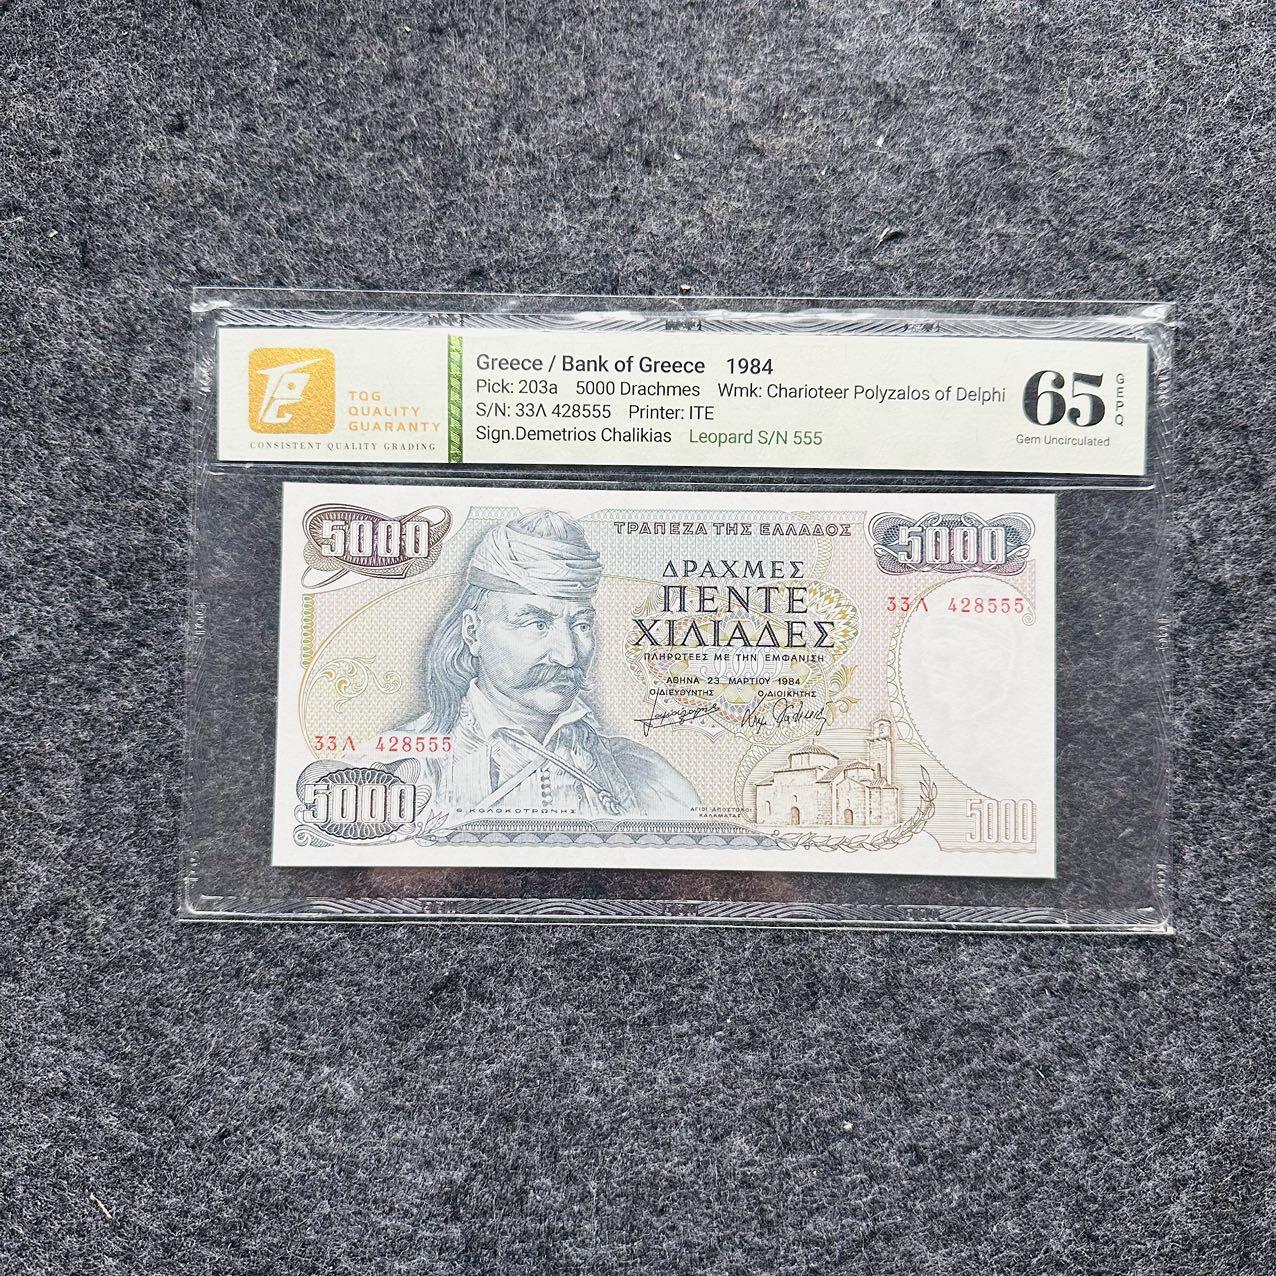 TQG
QUALITY
GUARANTY
CONSISTENT QUALITY GRADING
Greece / Bank of Greece 1984
Pick: 203a 5000 Drachmes Wmk: Charioteer Polyzalos of Delphi
S/N: 33Λ 428555 Printer: ITE
Sign.Demetrios Chalikias Leopard S/N 555
65
GEPQ
Gem Uncirculated
5000
ΤΡΑΠΕΖΑ ΤΗΣ ΕΛΛΑΔΟΣ
5000
ΔΡΑΧΜΕΣ
ΠΕΝΤΕ
ΧΙΛΙΑΔΕΣ
33Λ 428555
ΠΛΗΡΩΤΕΕΣ ΜΕ ΤΗΝ ΕΜΦΑΝΙΣΗ
ΑΘΗΝΑ 23 ΜΑΡΤΙΟΥ 1984
Ο ΔΙΕΥΘΥΝΤΗΣ Ο ΔΙΟΙΚΗΤΗΣ
33Λ 428555
5000
Θ. ΚΟΛΟΚΟΤΡΩΝΗΣ
ΑΓΙΟΙ ΑΠΟΣΤΟΛΟΙ
ΚΑΛΑΜΑΤΑΣ
5000